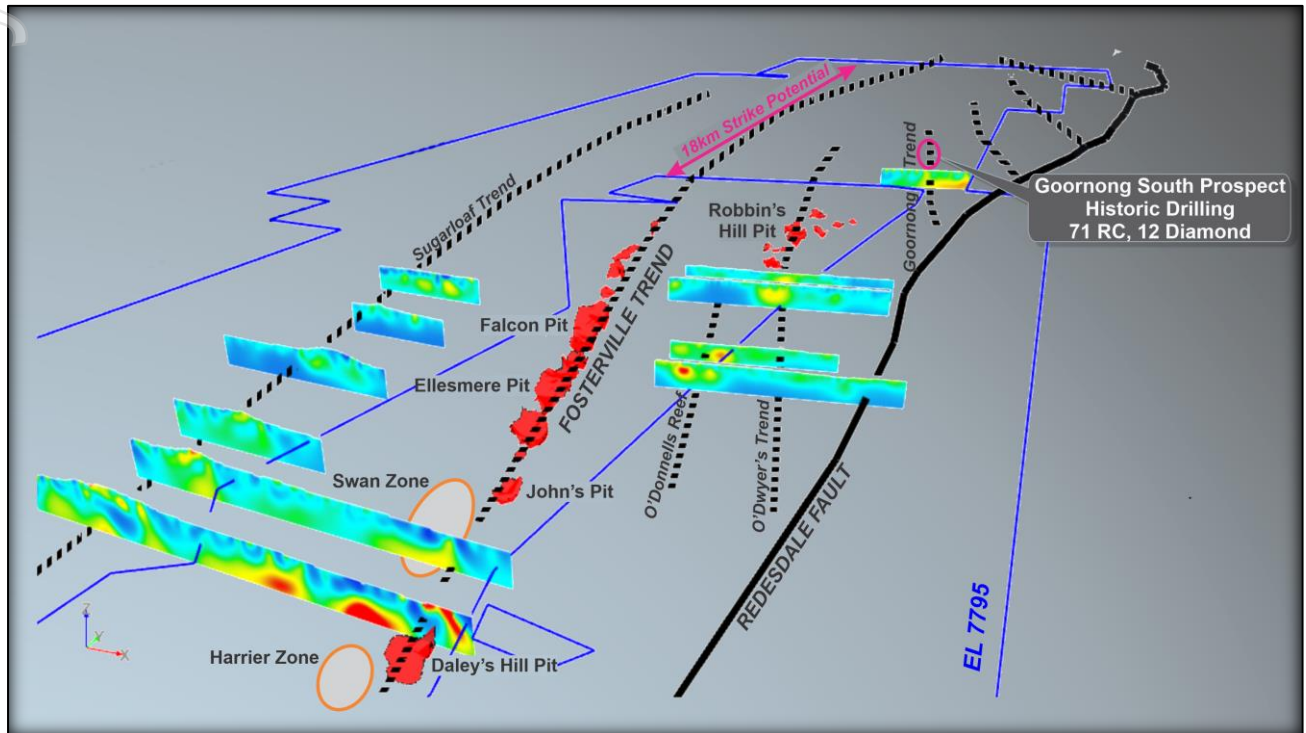 18km Strike Potential
Sugarloaf Trend
Goornong Trend
Goornong South Prospect
Historic Drilling
71 RC, 12 Diamond
Robbin's
Hill Pit
FOSTERVILLE TREND
Falcon Pit
Ellesmere Pit
Swan Zone
John's Pit
O'Donnells Reef
O'Dwyer's Trend
REDESDALE FAULT
EL 7795
Harrier Zone
Daley's Hill Pit
Z
Y
X